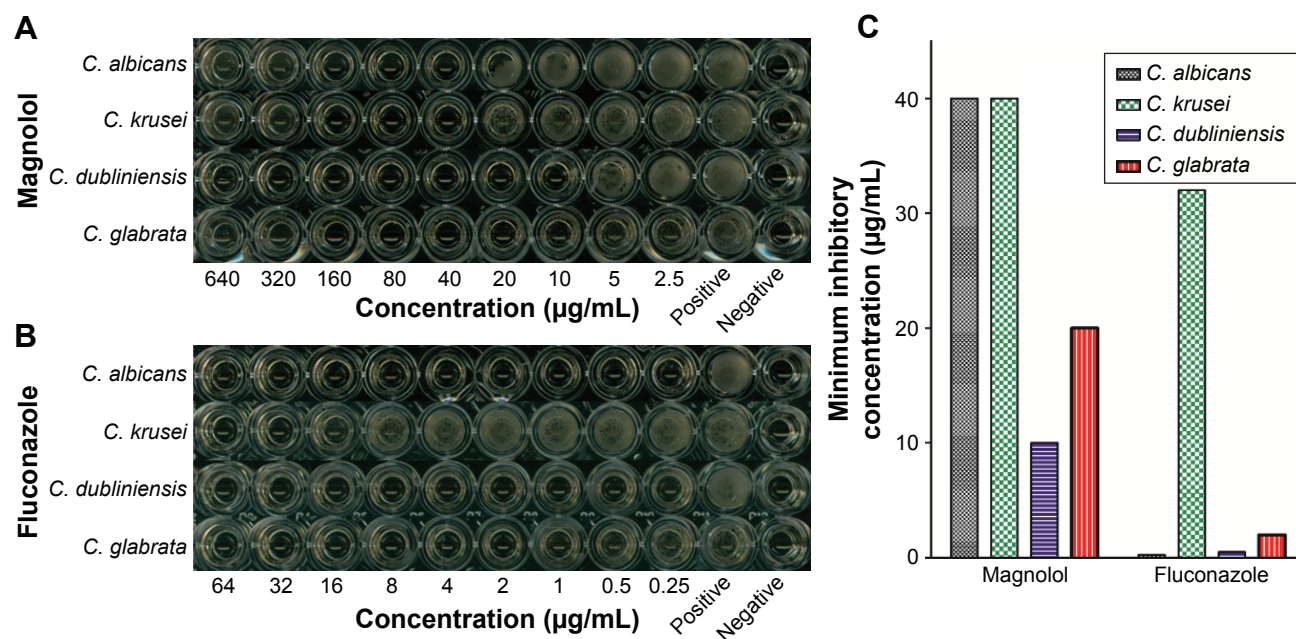 A
Magnolol
C. albicans
C. krusei
C. dubliniensis
C. glabrata
640 320 160 80 40 20 10 5 2.5 Positive Negative
Concentration (µg/mL)
B
Fluconazole
C. albicans
C. krusei
C. dubliniensis
C. glabrata
64 32 16 8 4 2 1 0.5 0.25 Positive Negative
Concentration (µg/mL)
C
Minimum inhibitory
concentration (µg/mL)
40
30
20
10
0
C. albicans
C. krusei
C. dubliniensis
C. glabrata
Magnolol Fluconazole